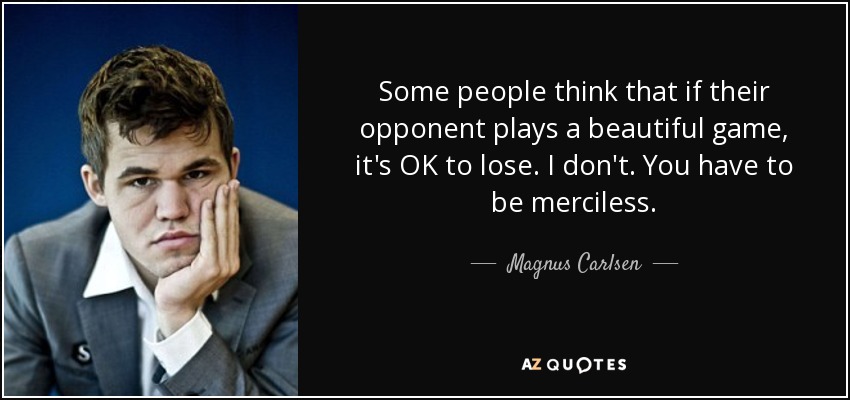 Some people think that if their
opponent plays a beautiful game,
it's OK to lose. I don't. You have to
be merciless.
Magnus Carlsen
AZ QUOTES
S